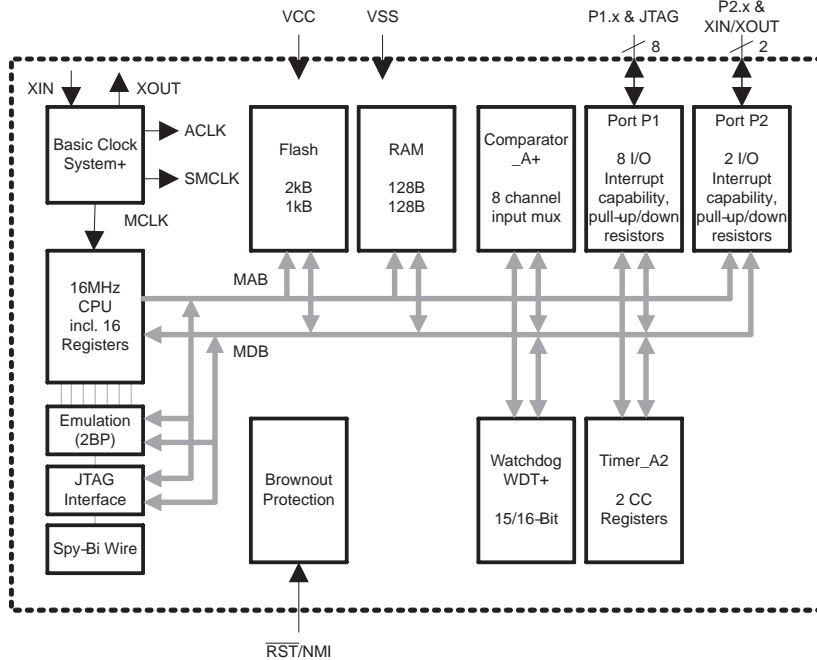 VCC
VSS
P1.x & JTAG
8
P2.x &
XIN/XOUT
2
XIN
XOUT
Basic Clock
System+
ACLK
SMCLK
MCLK
Flash
2kB
1kB
RAM
128B
128B
Comparator
_A+
8 channel
input mux
Port P1
8 I/O
Interrupt
capability,
pull-up/down
resistors
Port P2
2 I/O
Interrupt
capability,
pull-up/down
resistors
16MHz
CPU
incl. 16
Registers
MAB
MDB
Emulation
(2BP)
JTAG
Interface
Spy-Bi Wire
Brownout
Protection
Watchdog
WDT+
15/16-Bit
Timer_A2
2 CC
Registers
RST/NMI